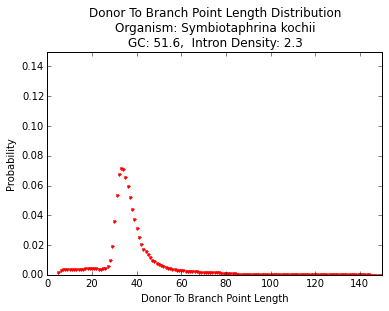 Donor To Branch Point Length Distribution
Organism: Symbiotaphrina kochii
GC: 51.6,  Intron Density: 2.3
0.14
0.12
0.10
0.08
0.06
0.04
0.02
0.00
Probability
0 20 40 60 80 100 120 140
Donor To Branch Point Length